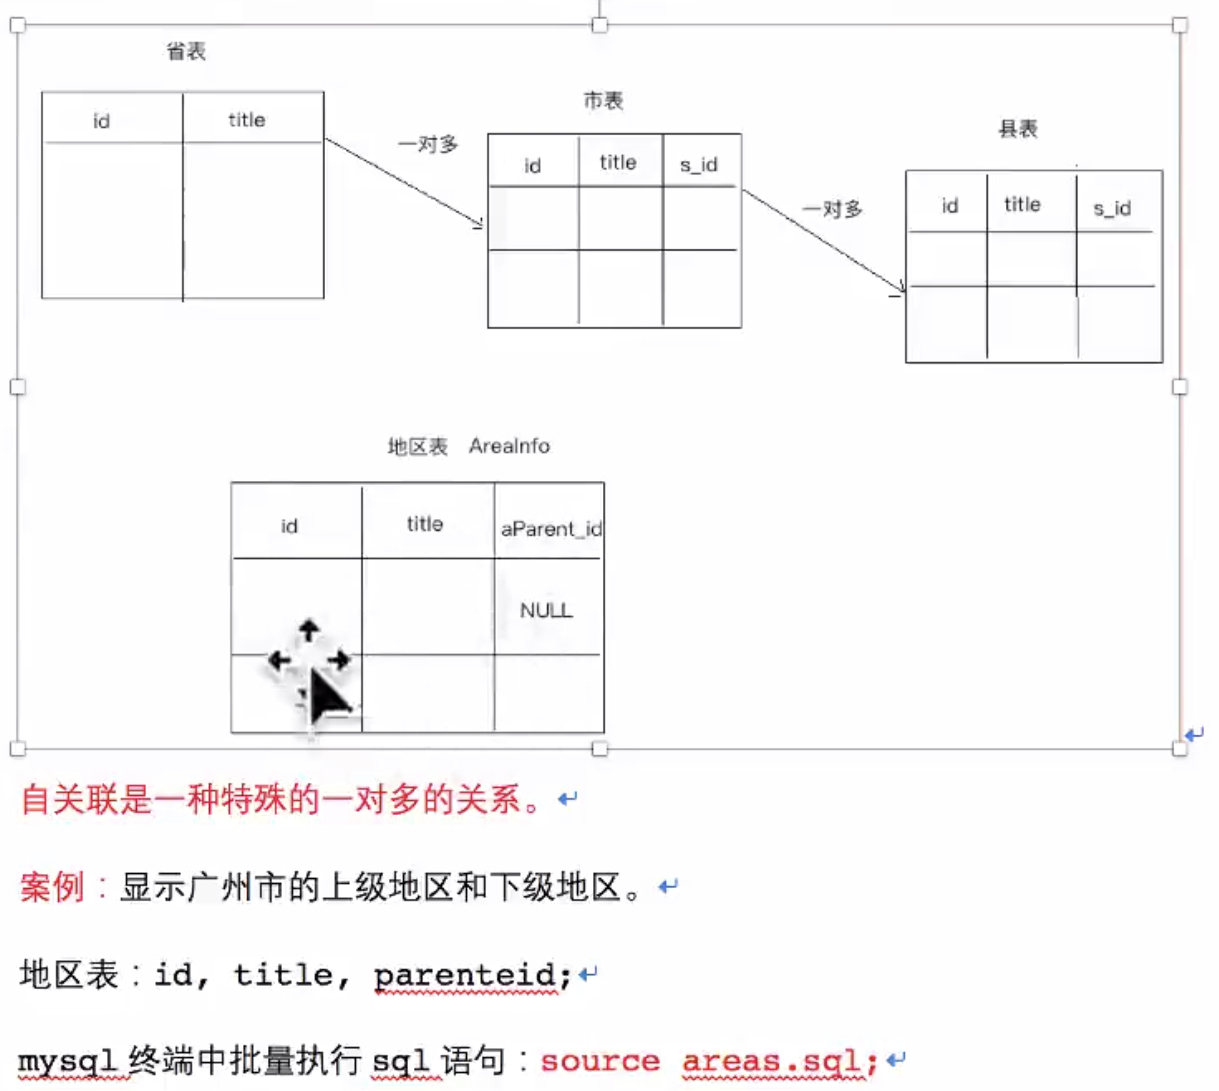 省表
id title
一对多
市表
id title s_id
一对多
县表
id title s_id
地区表 AreaInfo
id title aParent_id
NULL
自关联是一种特殊的一对多的关系。
案例：显示广州市的上级地区和下级地区。
地区表：id, title, parenteid;
mysql 终端中批量执行 sql 语句：source areas.sql;